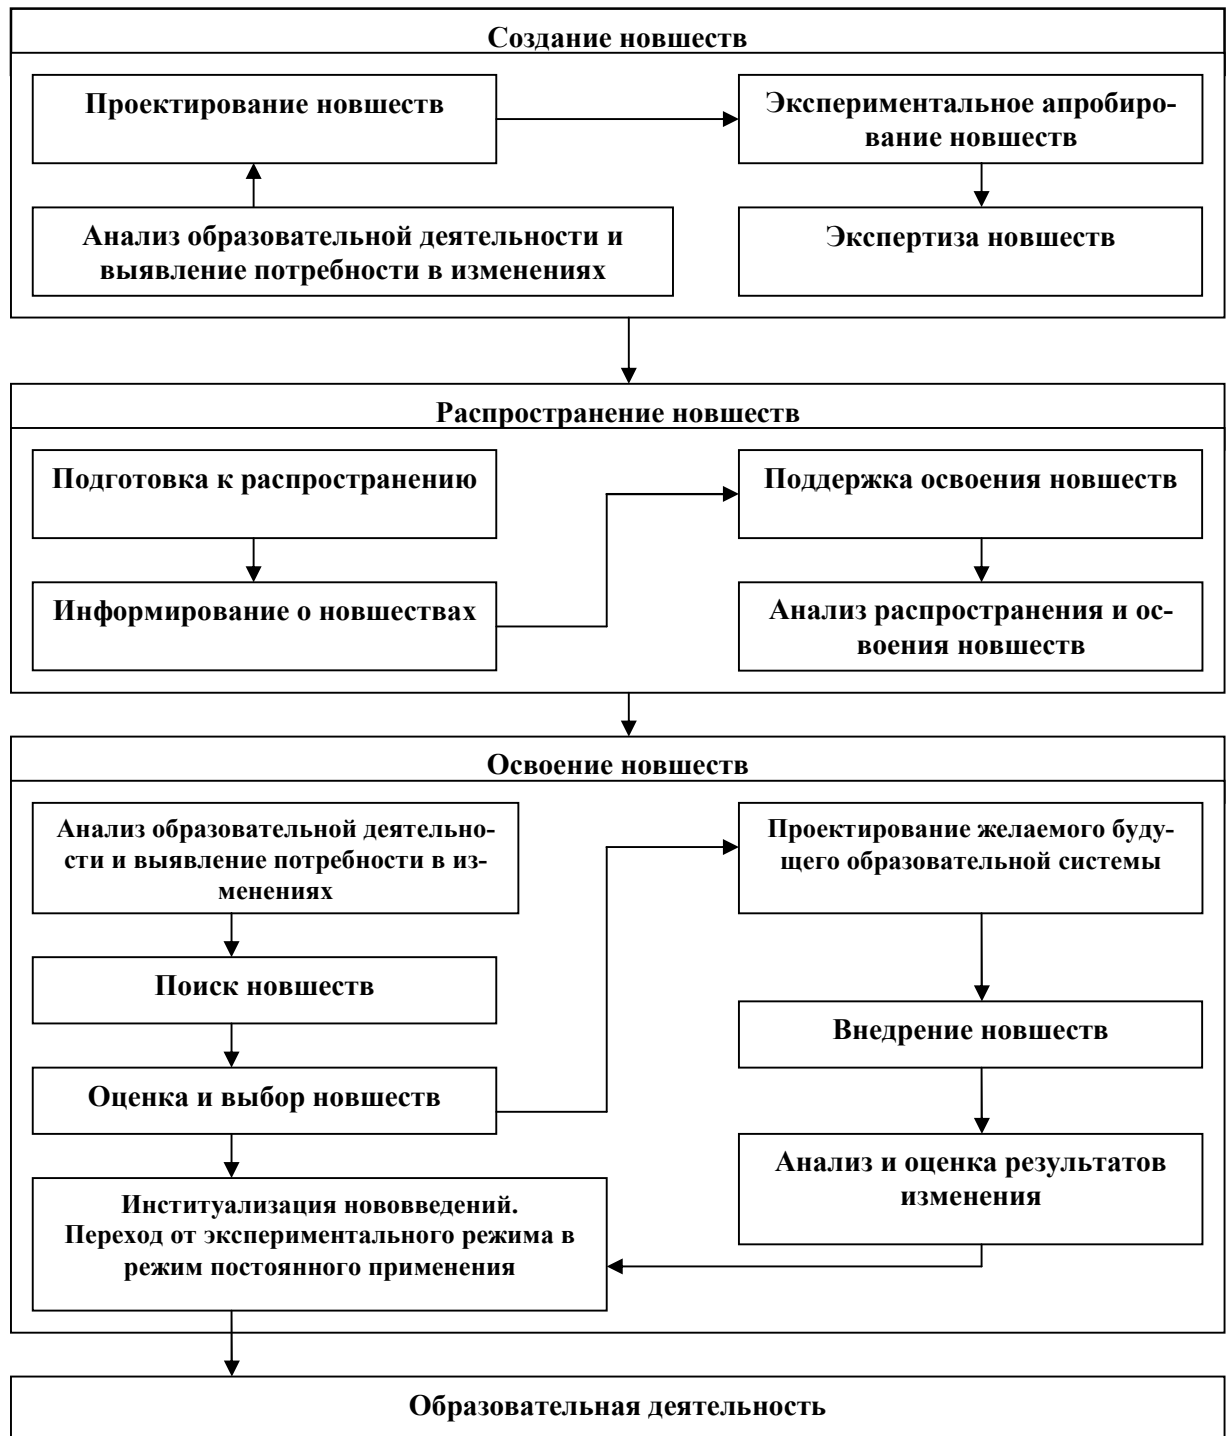 Создание новшеств
Проектирование новшеств
Экспериментальное апробиро-
вание новшеств
Анализ образовательной деятельности и
выявление потребности в изменениях
Экспертиза новшеств
Распространение новшеств
Подготовка к распространению
Поддержка освоения новшеств
Информирование о новшествах
Анализ распространения и ос-
воения новшеств
Освоение новшеств
Анализ образовательной деятельно-
сти и выявление потребности в из-
менениях
Проектирование желаемого буду-
щего образовательной системы
Поиск новшеств
Внедрение новшеств
Оценка и выбор новшеств
Анализ и оценка результатов
изменения
Институализация нововведений.
Переход от экспериментального режима в
режим постоянного применения
Образовательная деятельность